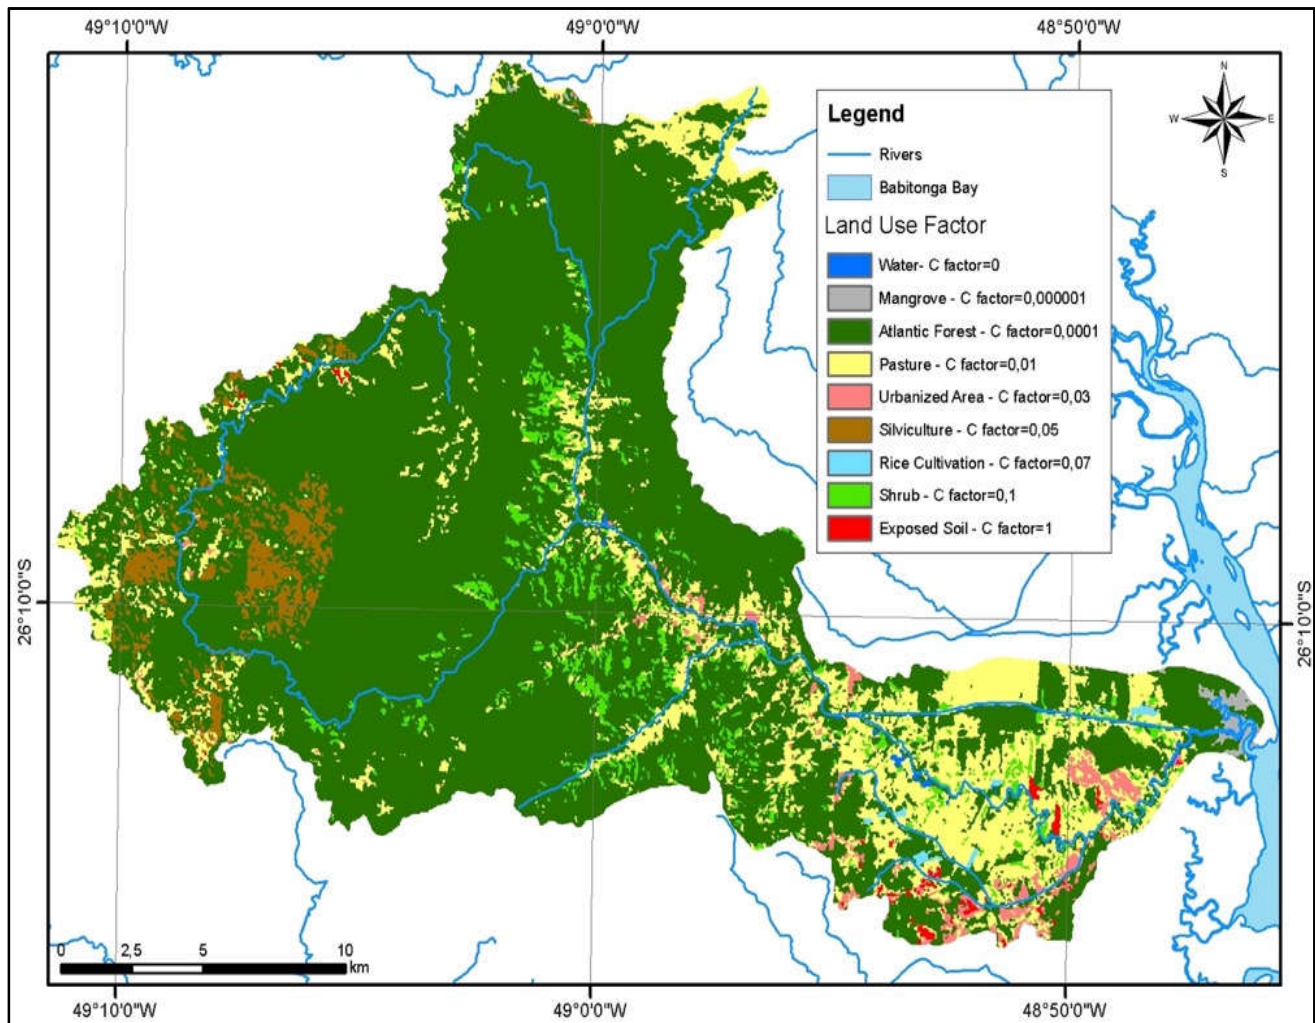 49°10'0"W 49°0'0"W 48°50'0"W
N
W E
S
Legend
Rivers
Babitonga Bay
Land Use Factor
Water- C factor=0
Mangrove - C factor=0,000001
Atlantic Forest - C factor=0,0001
Pasture - C factor=0,01
Urbanized Area - C factor=0,03
Silviculture - C factor=0,05
Rice Cultivation - C factor=0,07
Shrub - C factor=0,1
Exposed Soil - C factor=1
26°10'0"S
26°10'0"S
0 2,5 5 10
km
49°10'0"W 49°0'0"W 48°50'0"W